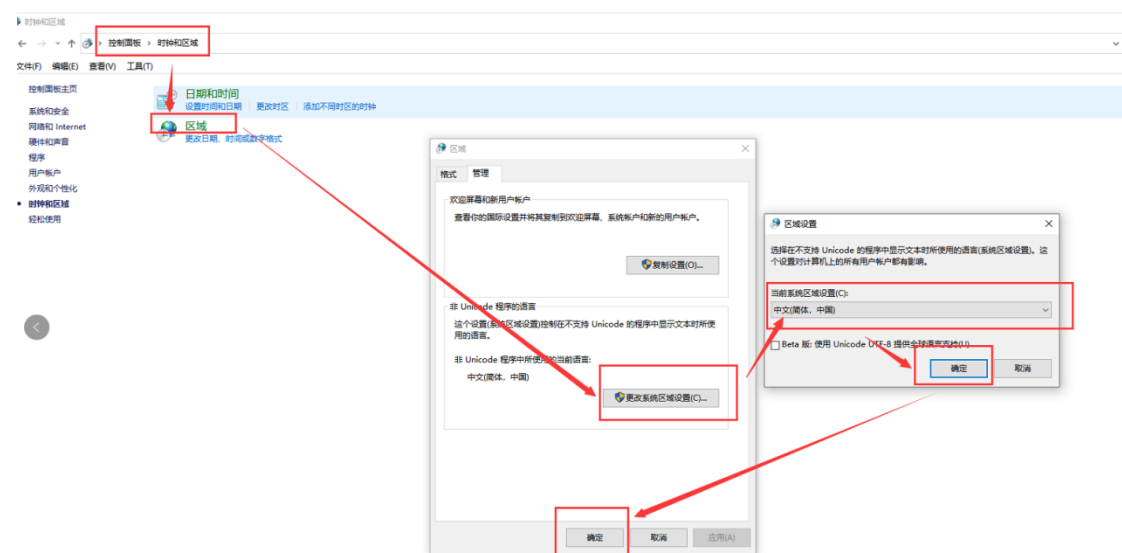 时钟和区域
控制面板 > 时钟和区域
文件(F) 编辑(E) 查看(V) 工具(T)
控制面板主页
系统和安全
网络和 Internet
硬件和声音
程序
用户帐户
外观和个性化
时钟和区域
轻松使用
日期和时间
设置时间和日期 更改时区 添加不同时区的时钟
区域
更改日期、时间或数字格式
区域
格式 管理
欢迎屏幕和新用户帐户
查看你的国际设置并将其复制到欢迎屏幕、系统帐户和新的用户帐户。
复制设置(O)...
非 Unicode 程序的语言
这个设置(系统区域设置)控制在不支持 Unicode 的程序中显示文本时所使
用的语言。
非 Unicode 程序中所使用的当前语言:
中文(简体，中国)
更改系统区域设置(C)...
确定 取消 应用(A)
区域设置
选择在不支持 Unicode 的程序中显示文本时所使用的语言(系统区域设置)。这
个设置对计算机上的所有用户帐户都有影响。
当前系统区域设置(C):
中文(简体，中国)
Beta 版: 使用 Unicode UTF-8 提供全球语言支持(U)
确定 取消